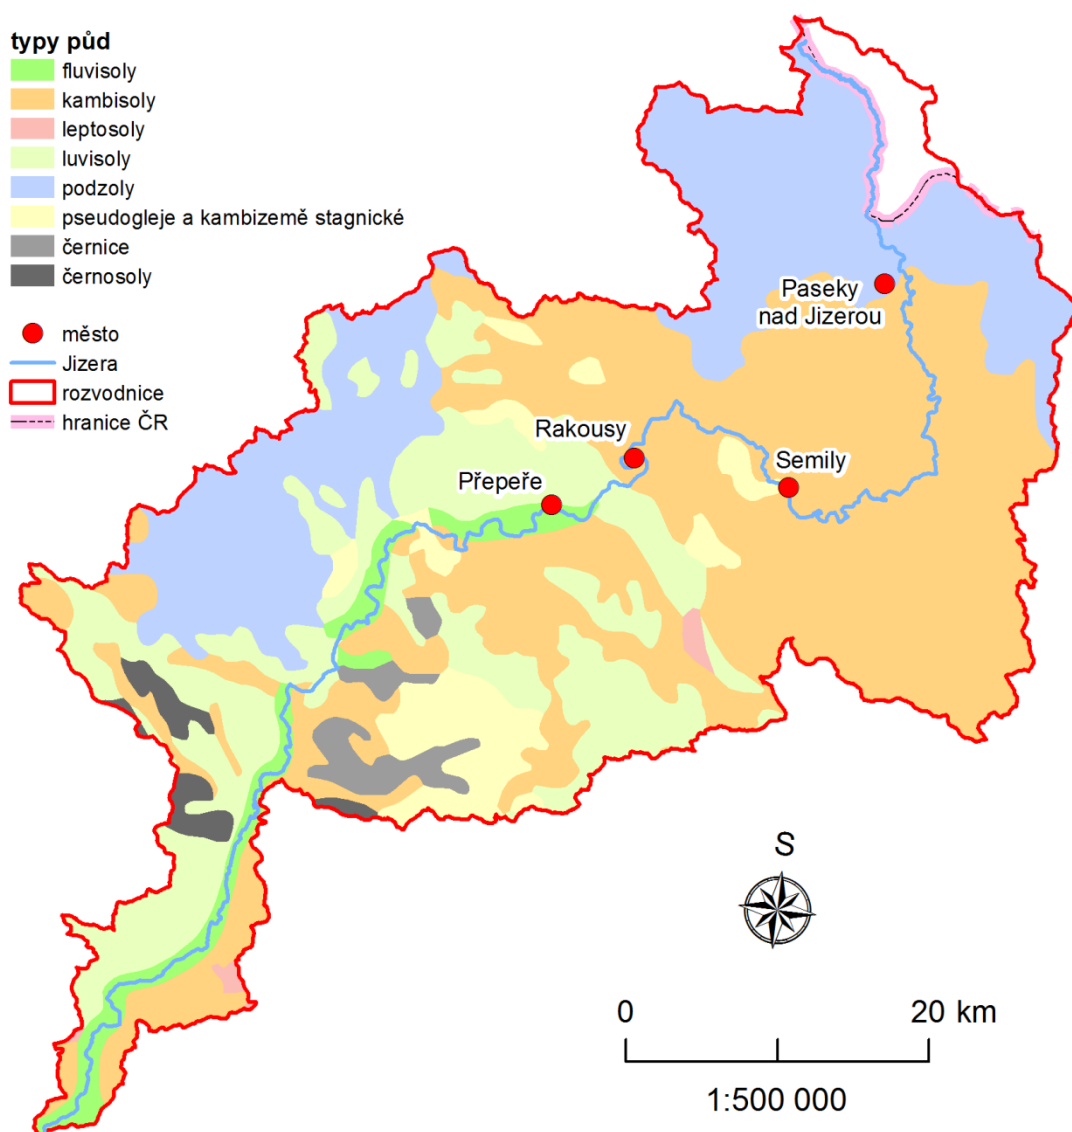 typy půd
fluvisoly
kambisoly
leptosoly
luvisoly
podzoly
pseudogleje a kambizemě stagnické
černice
černosoly
město
Jizera
rozvodnice
hranice ČR
Paseky
nad Jizerou
Rakousy
Semily
Přepeře
S
0
20 km
1:500 000